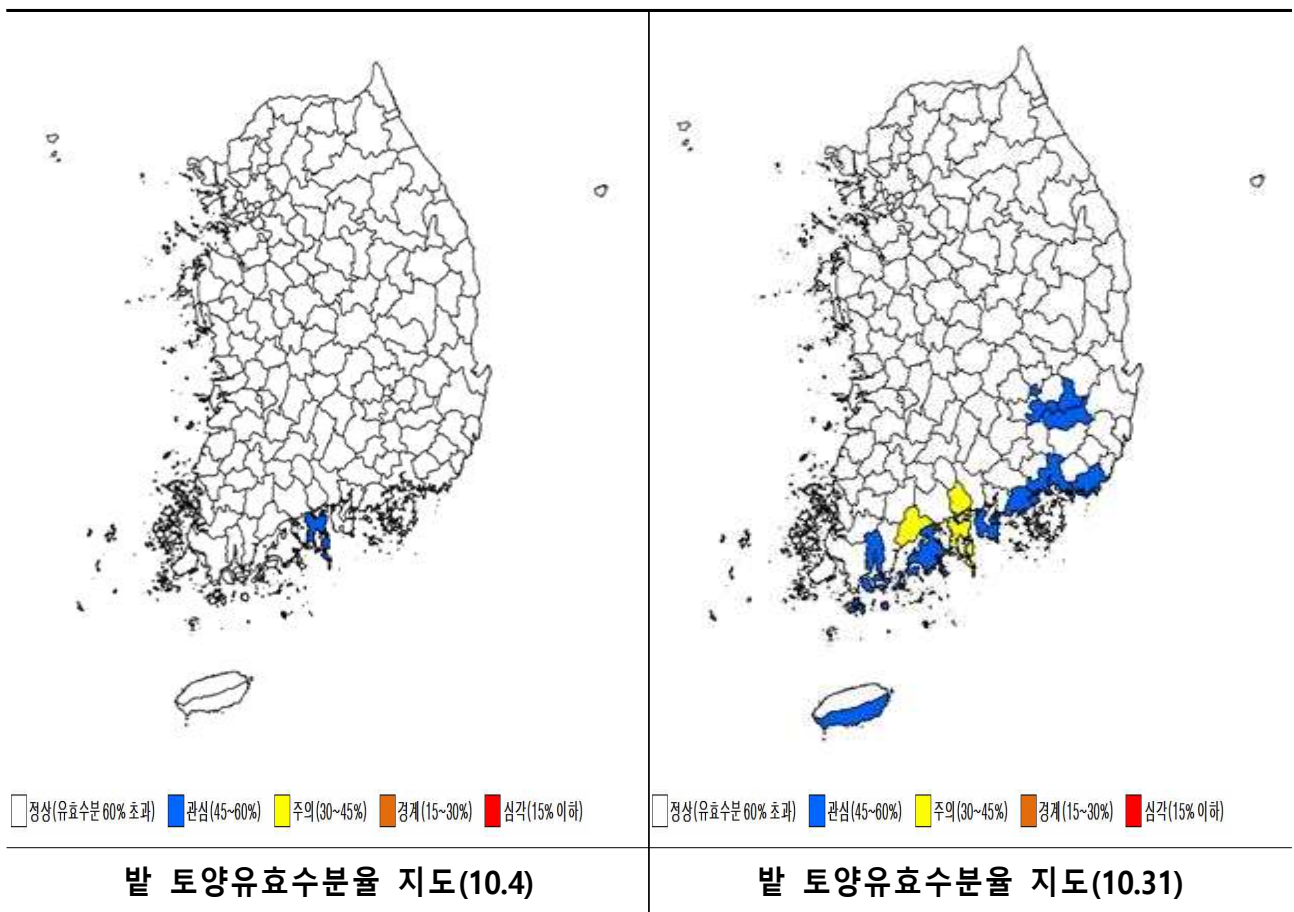 정상(유효수분 60% 초과) 관심(45~60%) 주의(30~45%) 경계(15~30%) 심각(15% 이하)
정상(유효수분 60% 초과) 관심(45~60%) 주의(30~45%) 경계(15~30%) 심각(15% 이하)
밭 토양유효수분율 지도(10.4)
밭 토양유효수분율 지도(10.31)